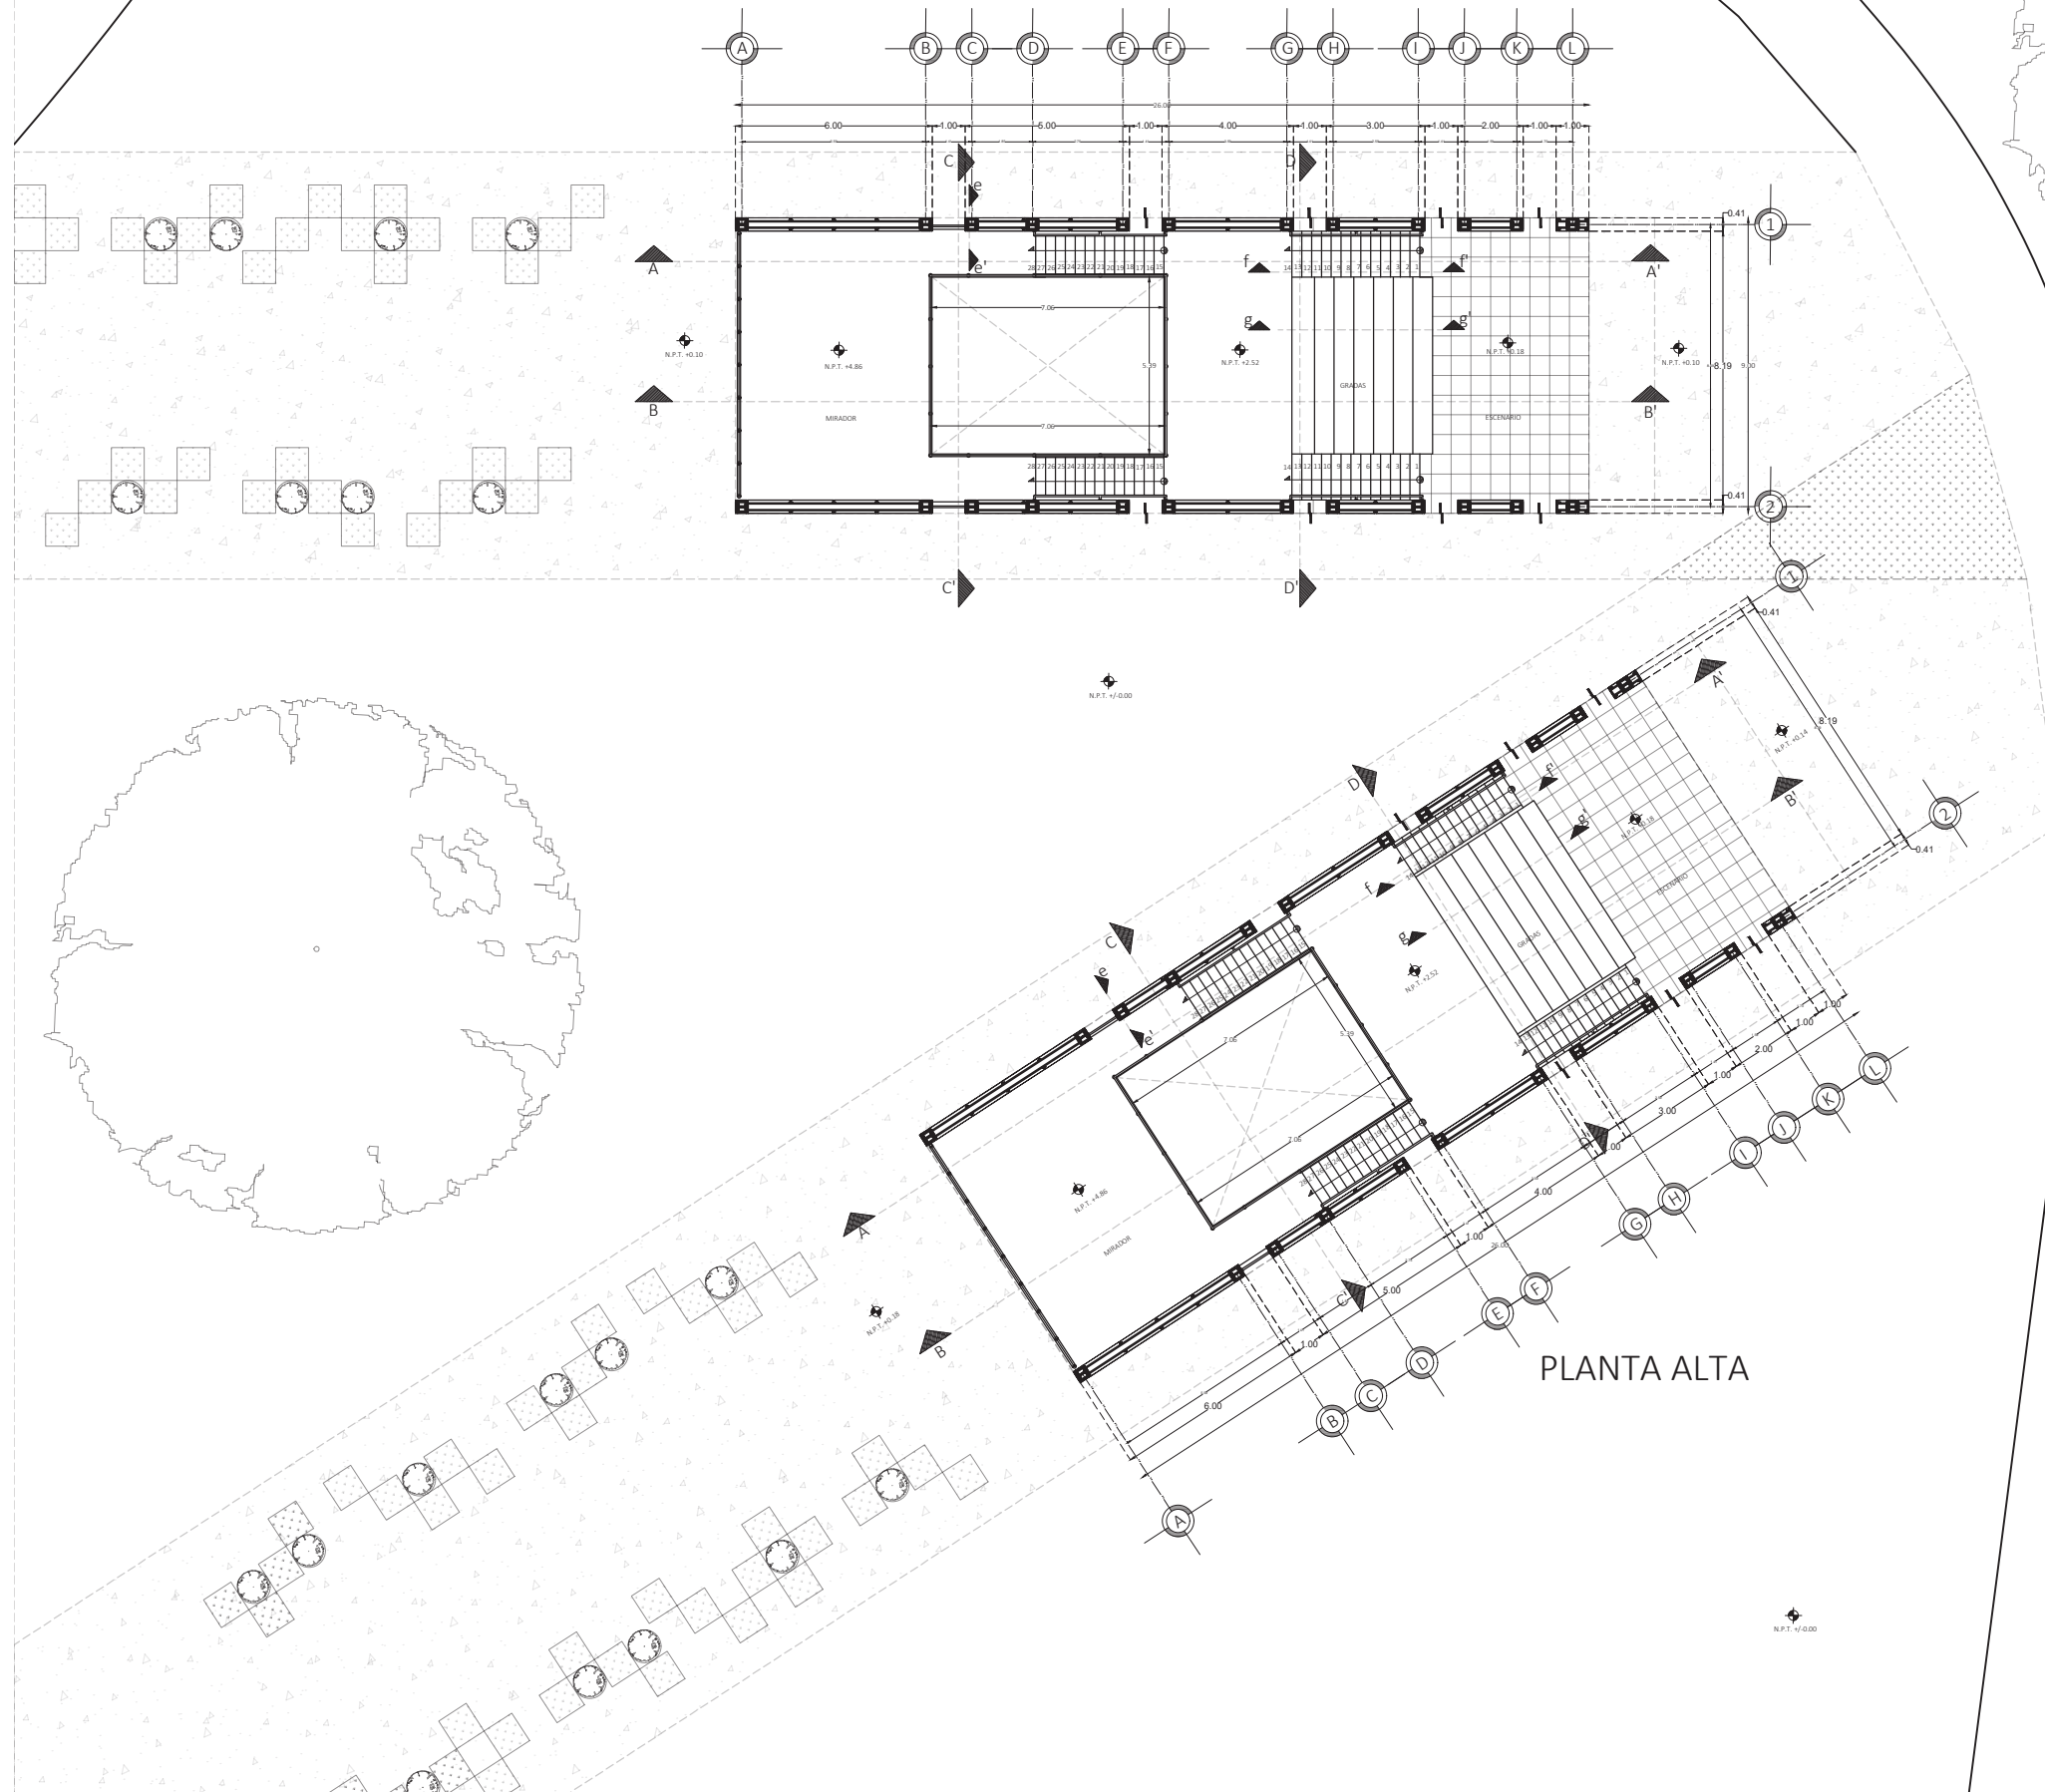 A B C D E F G H I J K L
26.00
6.00 1.00 5.00 1.00 4.00 1.00 3.00 1.00 2.00 1.00 1.00
C D
e
0.41
1
e'
28 27 26 25 24 23 22 21 20 19 18 17 16 15
f f'
14 13 12 11 10 9 8 7 6 5 4 3 2 1
A A'
7.06
g g'
N.P.T. +0.10
N.P.T. +4.86
5.39
N.P.T. +2.52
N.P.T. +0.18
N.P.T. +0.10
8.19 9.00
GRADAS
B B'
MIRADOR
ESCENARIO
7.06
28 27 26 25 24 23 22 21 20 19 18 17 16 15
14 13 12 11 10 9 8 7 6 5 4 3 2 1
0.41
2
C' D'
1
0.41
N.P.T. +/-0.00
A'
8.19
N.P.T. +0.14
D
f'
B'
g'
N.P.T. +0.18
2
0.41
ESCENARIO
f
C
g
GRADAS
e
N.P.T. +2.52
e'
7.06
5.39
1.00
1.00
2.00
1.00
L
K
3.00
J
I
7.06
N.P.T. +4.86
4.00
H
G
A
MIRADOR
1.00
26.00
N.P.T. +0.18
B
C'
5.00
F
E
1.00
D
PLANTA ALTA
C
6.00
B
A
N.P.T. +/-0.00